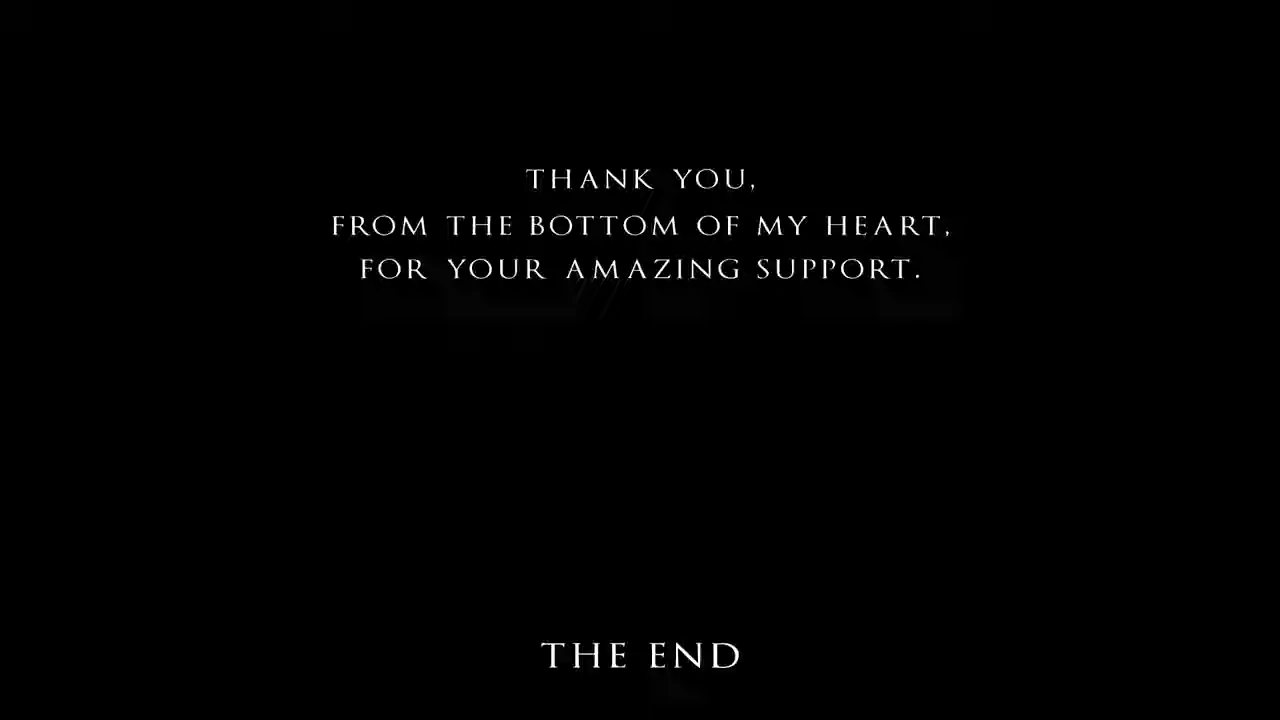 THANK YOU,
FROM THE BOTTOM OF MY HEART,
FOR YOUR AMAZING SUPPORT.
THE END